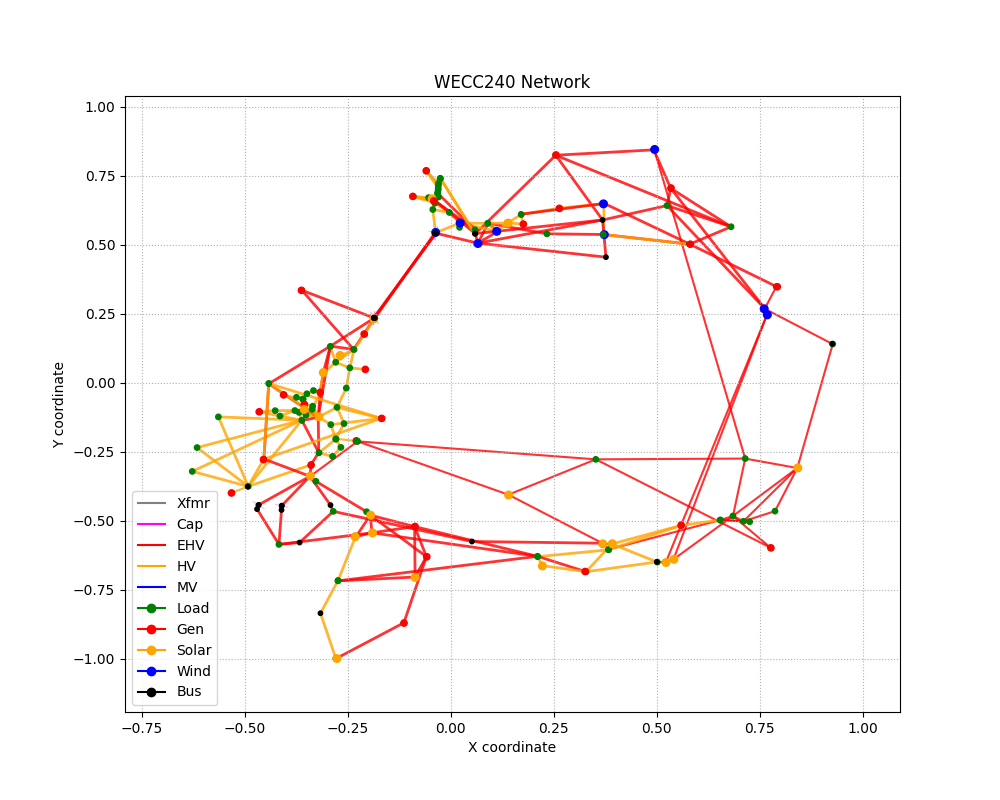 WECC240 Network
1.00
0.75
0.50
0.25
0.00
−0.25
−0.50
−0.75
−1.00
Y coordinate
Xfmr
Cap
EHV
HV
MV
Load
Gen
Solar
Wind
Bus
−0.75 −0.50 −0.25 0.00 0.25 0.50 0.75 1.00
X coordinate